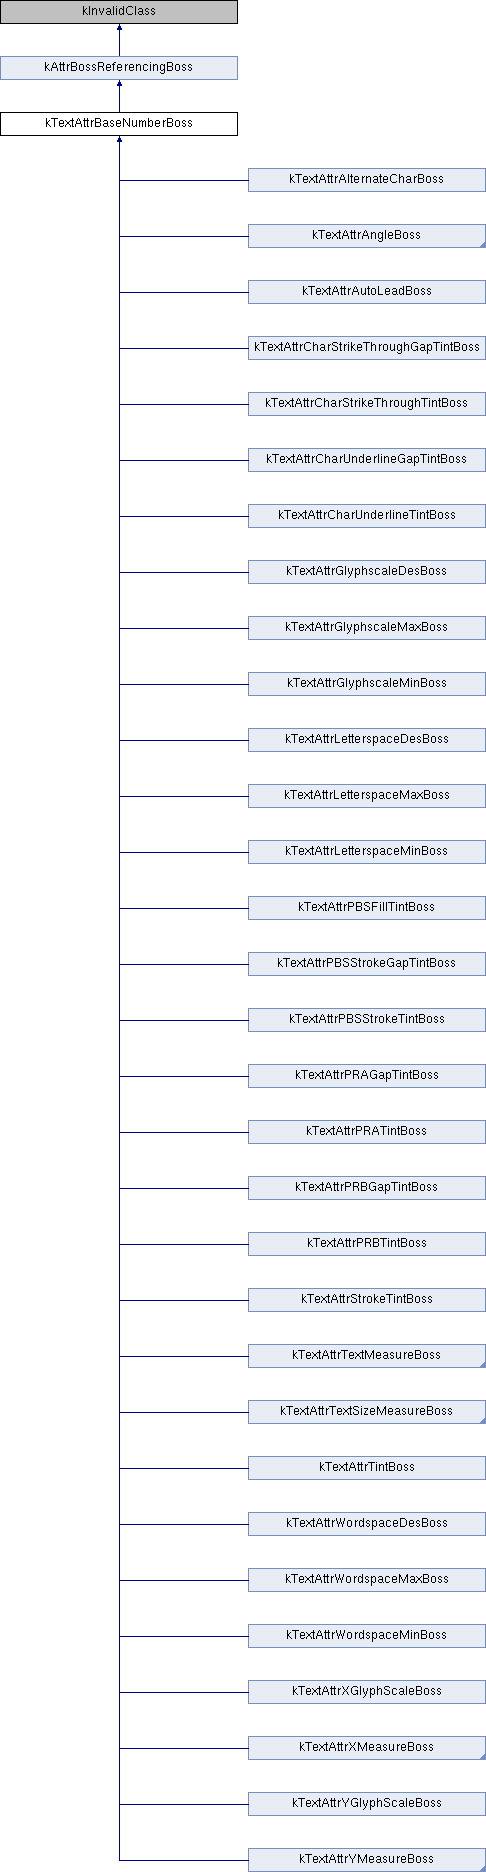 kInvalidClass
kAttrBossReferencingBoss
kTextAttrBaseNumberBoss
kTextAttrAlternateCharBoss
kTextAttrAngleBoss
kTextAttrAutoLeadBoss
kTextAttrCharStrikeThroughGapTintBoss
kTextAttrCharStrikeThroughTintBoss
kTextAttrCharUnderlineGapTintBoss
kTextAttrCharUnderlineTintBoss
kTextAttrGlyphscaleDesBoss
kTextAttrGlyphscaleMaxBoss
kTextAttrGlyphscaleMinBoss
kTextAttrLetterspaceDesBoss
kTextAttrLetterspaceMaxBoss
kTextAttrLetterspaceMinBoss
kTextAttrPBSFillTintBoss
kTextAttrPBSStrokeGapTintBoss
kTextAttrPBSStrokeTintBoss
kTextAttrPRAGapTintBoss
kTextAttrPRATintBoss
kTextAttrPRBGapTintBoss
kTextAttrPRBTintBoss
kTextAttrStrokeTintBoss
kTextAttrTextMeasureBoss
kTextAttrTextSizeMeasureBoss
kTextAttrTintBoss
kTextAttrWordspaceDesBoss
kTextAttrWordspaceMaxBoss
kTextAttrWordspaceMinBoss
kTextAttrXGlyphScaleBoss
kTextAttrXMeasureBoss
kTextAttrYGlyphScaleBoss
kTextAttrYMeasureBoss